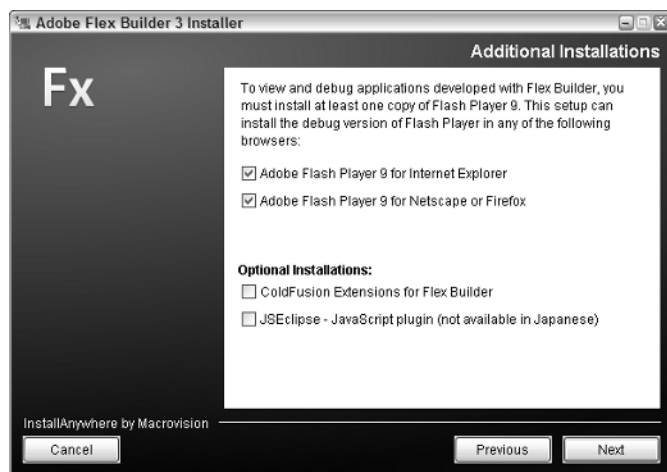 Adobe Flex Builder 3 Installer
Additional Installations
Fx
To view and debug applications developed with Flex Builder, you
must install at least one copy of Flash Player 9. This setup can
install the debug version of Flash Player in any of the following
browsers:
Adobe Flash Player 9 for Internet Explorer
Adobe Flash Player 9 for Netscape or Firefox
Optional Installations:
ColdFusion Extensions for Flex Builder
JSEclipse - JavaScript plugin (not available in Japanese)
InstallAnywhere by Macrovision
Cancel
Previous
Next